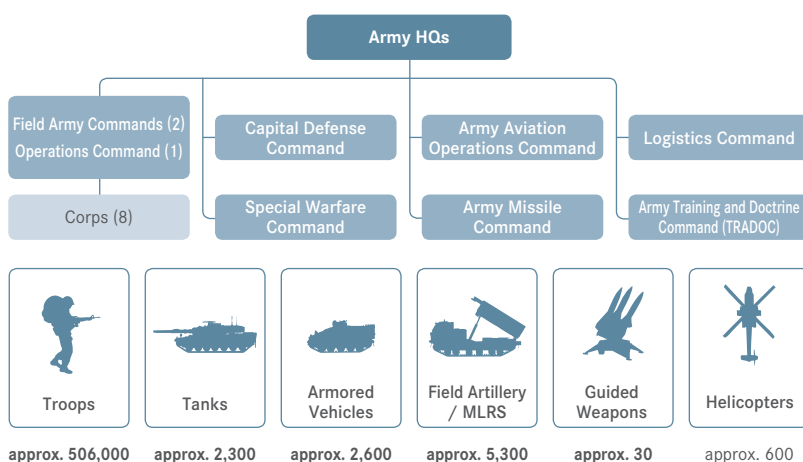 Army HQs
Field Army Commands (2)
Operations Command (1)
Capital Defense
Command
Army Aviation
Operations Command
Logistics Command
Corps (8)
Special Warfare
Command
Army Missile
Command
Army Training and Doctrine
Command (TRADOC)
Troops
Tanks
Armored
Vehicles
Field Artillery
/ MLRS
Guided
Weapons
Helicopters
approx. 506,000
approx. 2,300
approx. 2,600
approx. 5,300
approx. 30
approx. 600